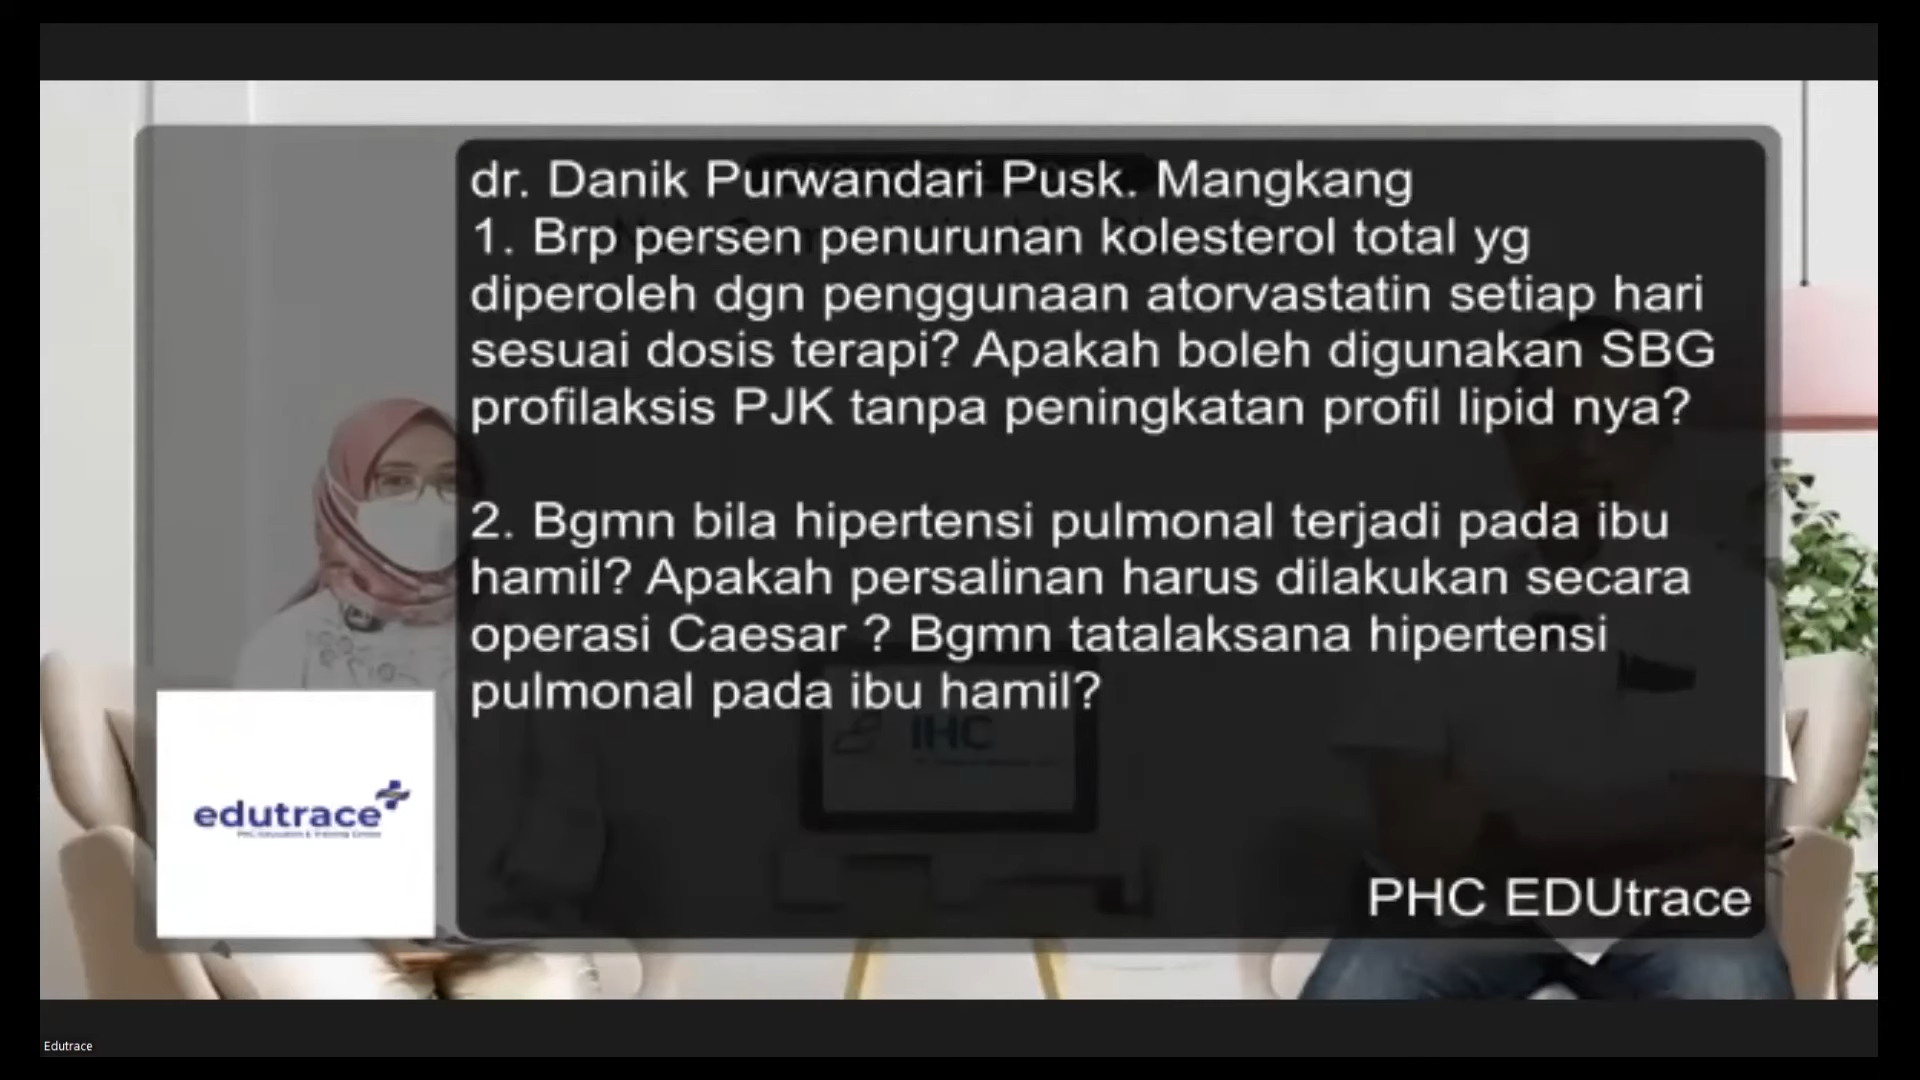 dr. Danik Purwandari Pusk. Mangkang
1. Brp persen penurunan kolesterol total yg
diperoleh dgn penggunaan atorvastatin setiap hari
sesuai dosis terapi? Apakah boleh digunakan SBG
profilaksis PJK tanpa peningkatan profil lipid nya?
2. Bgmn bila hipertensi pulmonal terjadi pada ibu
hamil? Apakah persalinan harus dilakukan secara
operasi Caesar ? Bgmn tatalaksana hipertensi
pulmonal pada ibu hamil?
IHC
edutrace
PHC EDUtrace
Edutrace